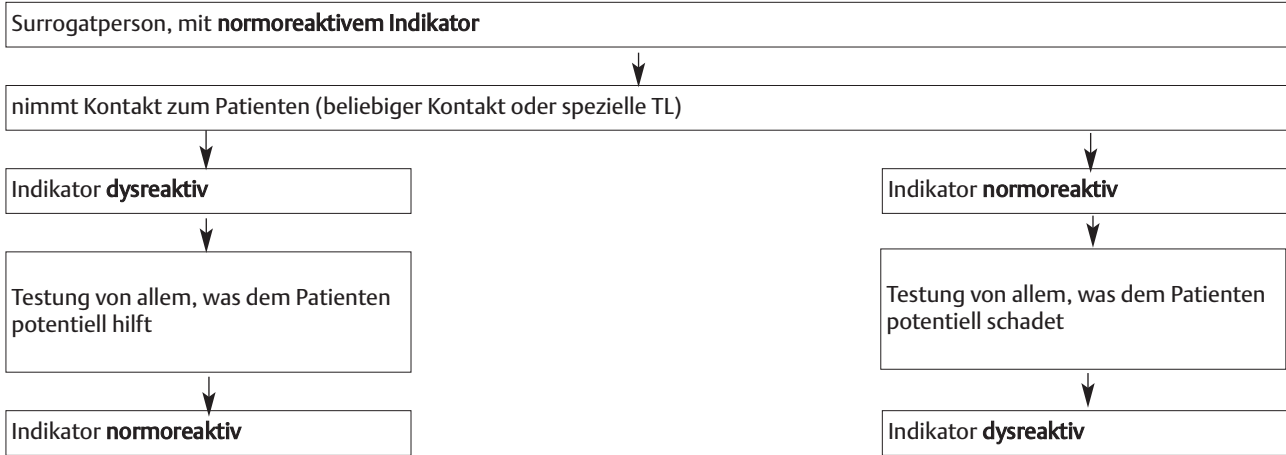 Surrogatperson, mit normoreaktivem Indikator
nimmt Kontakt zum Patienten (beliebiger Kontakt oder spezielle TL)
Indikator dysreaktiv
Indikator normoreaktiv
Testung von allem, was dem Patienten
potentiell hilft
Testung von allem, was dem Patienten
potentiell schadet
Indikator normoreaktiv
Indikator dysreaktiv